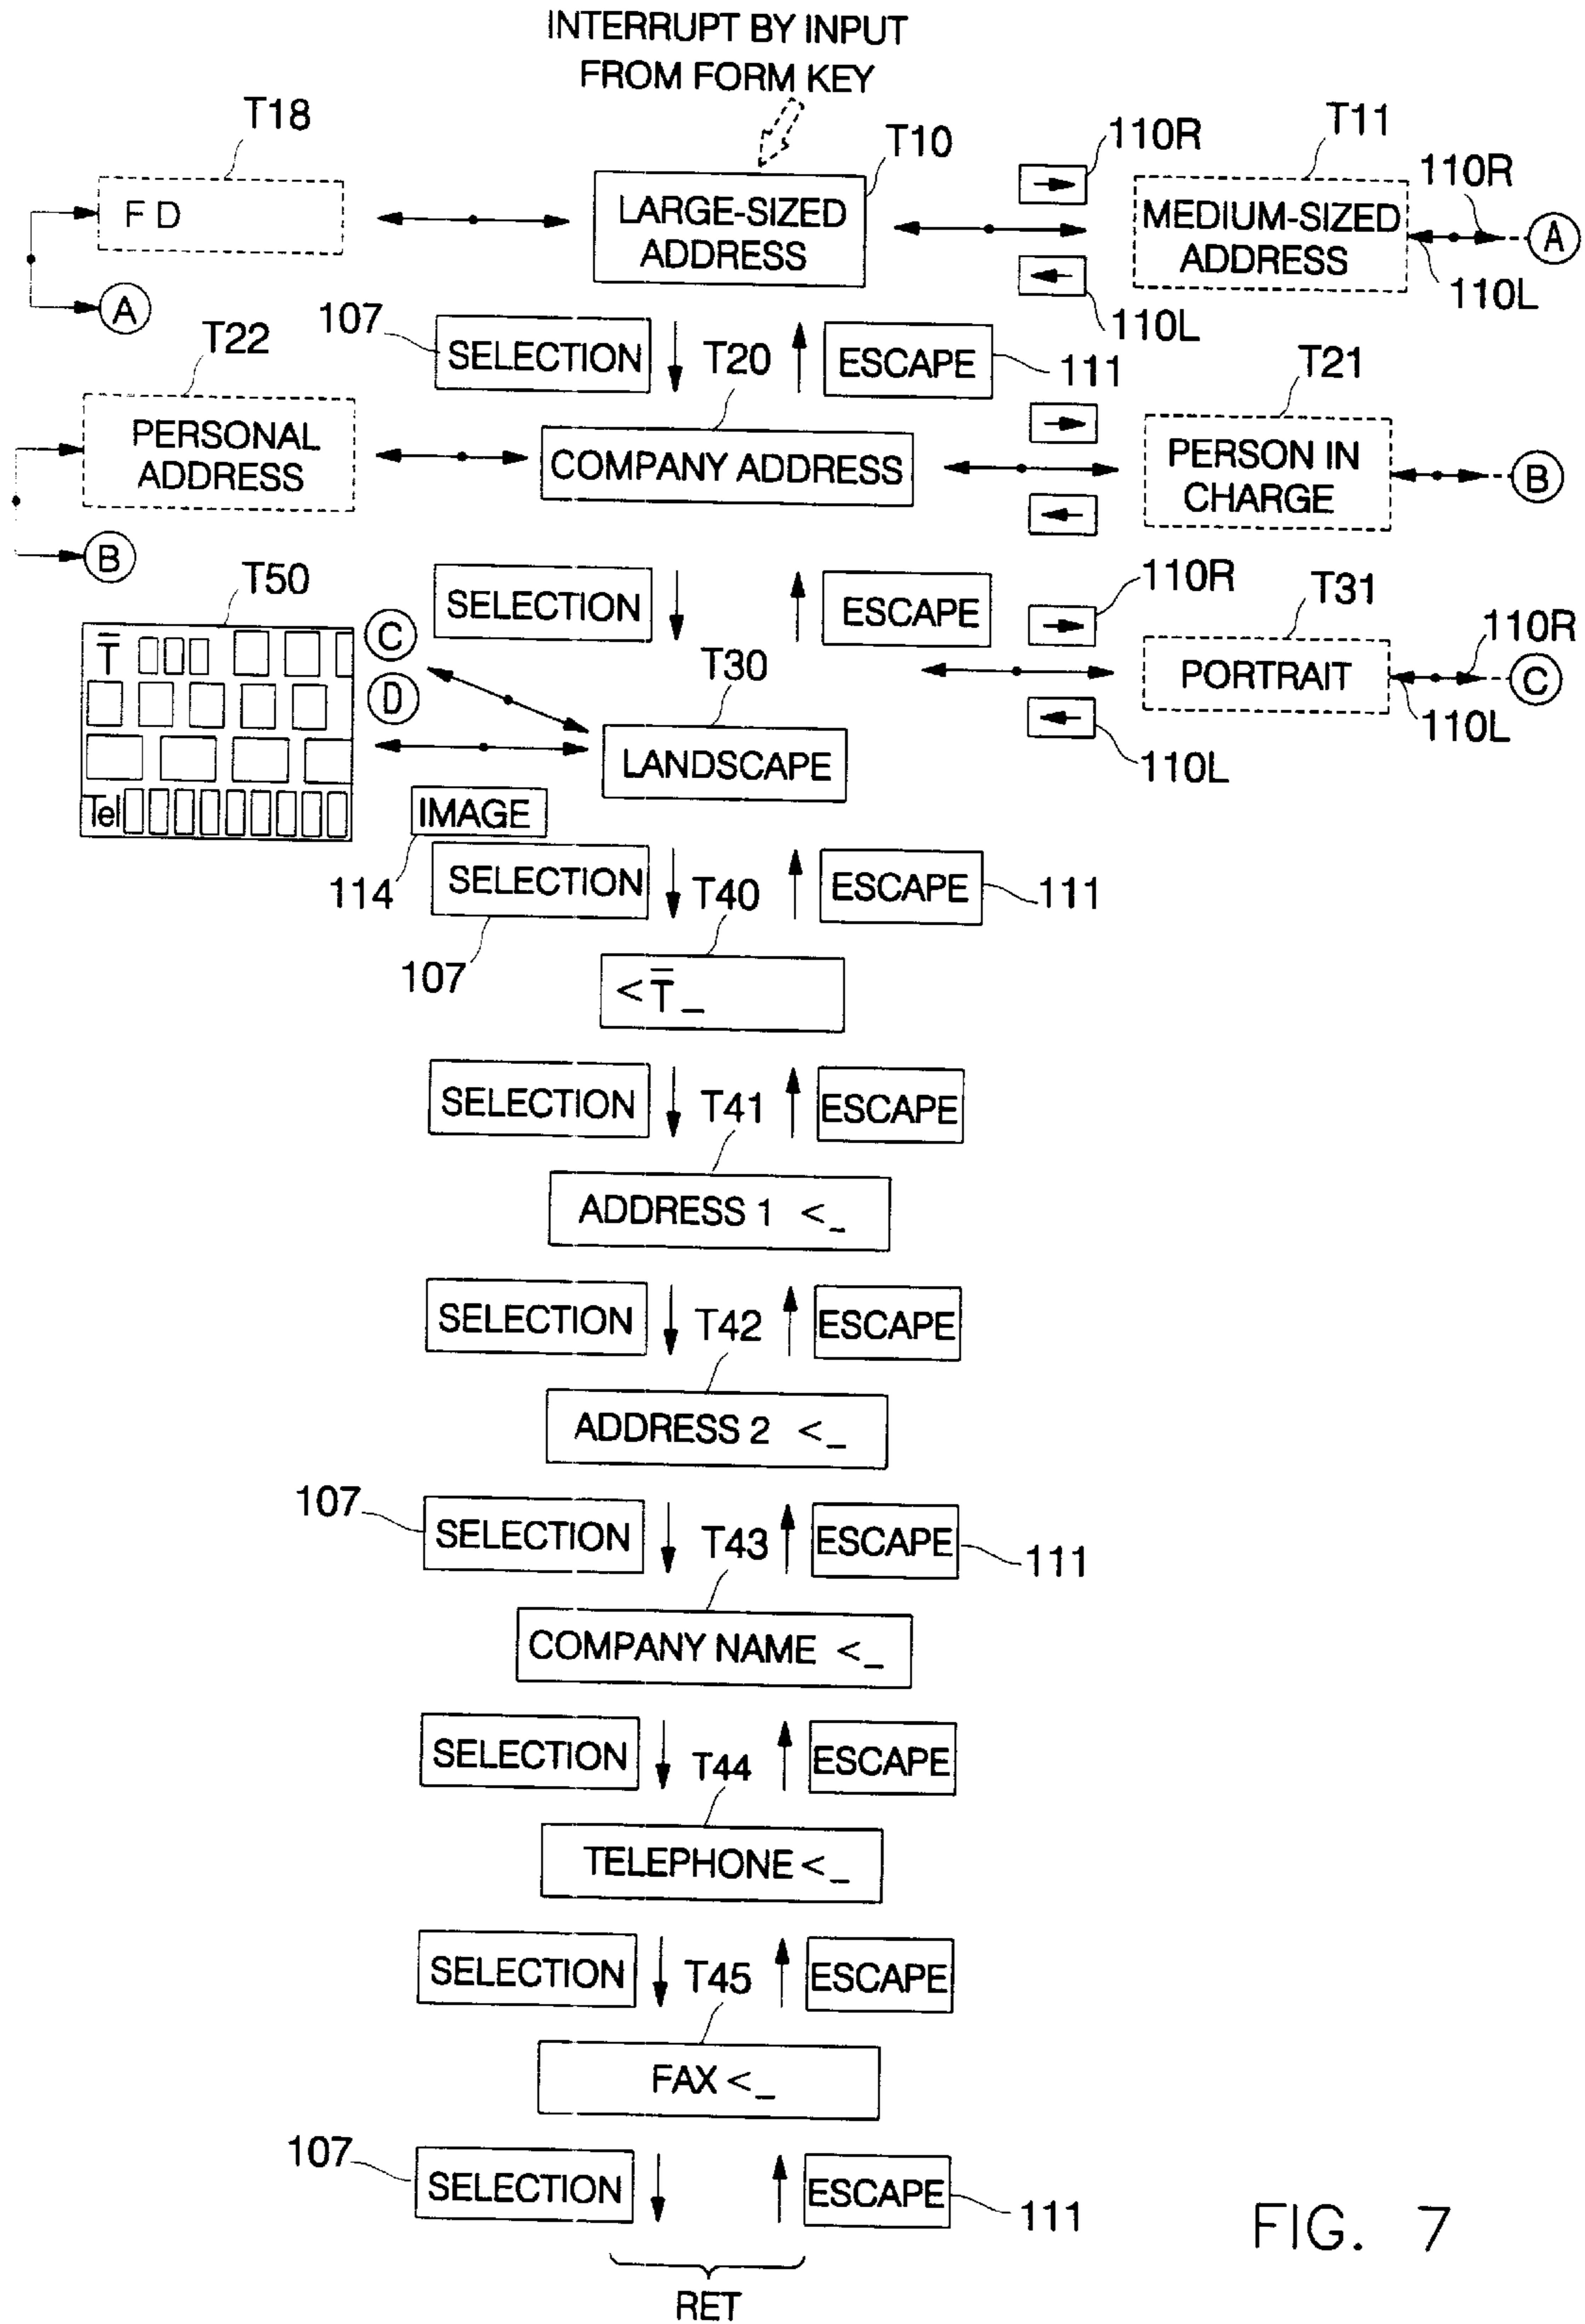 INTERRUPT BY INPUT
FROM FORM KEY
T18
T10
110R
T11
110R
FD
LARGE-SIZED
ADDRESS
→
MEDIUM-SIZED
ADDRESS
A
←
110L
110L
A
T22
107
SELECTION
T20
ESCAPE
111
T21
PERSONAL
ADDRESS
COMPANY ADDRESS
→
PERSON IN
CHARGE
B
←
B
T50
SELECTION
ESCAPE
110R
T31
110R
〒
C
→
D
T30
PORTRAIT
C
←
110L
110L
LANDSCAPE
Tel
IMAGE
114
SELECTION
T40
ESCAPE
111
107
<〒_
SELECTION
T41
ESCAPE
ADDRESS 1 <_
SELECTION
T42
ESCAPE
ADDRESS 2 <_
107
SELECTION
T43
ESCAPE
111
COMPANY NAME <_
SELECTION
T44
ESCAPE
TELEPHONE <_
SELECTION
T45
ESCAPE
FAX <_
107
SELECTION
ESCAPE
111
RET
FIG. 7